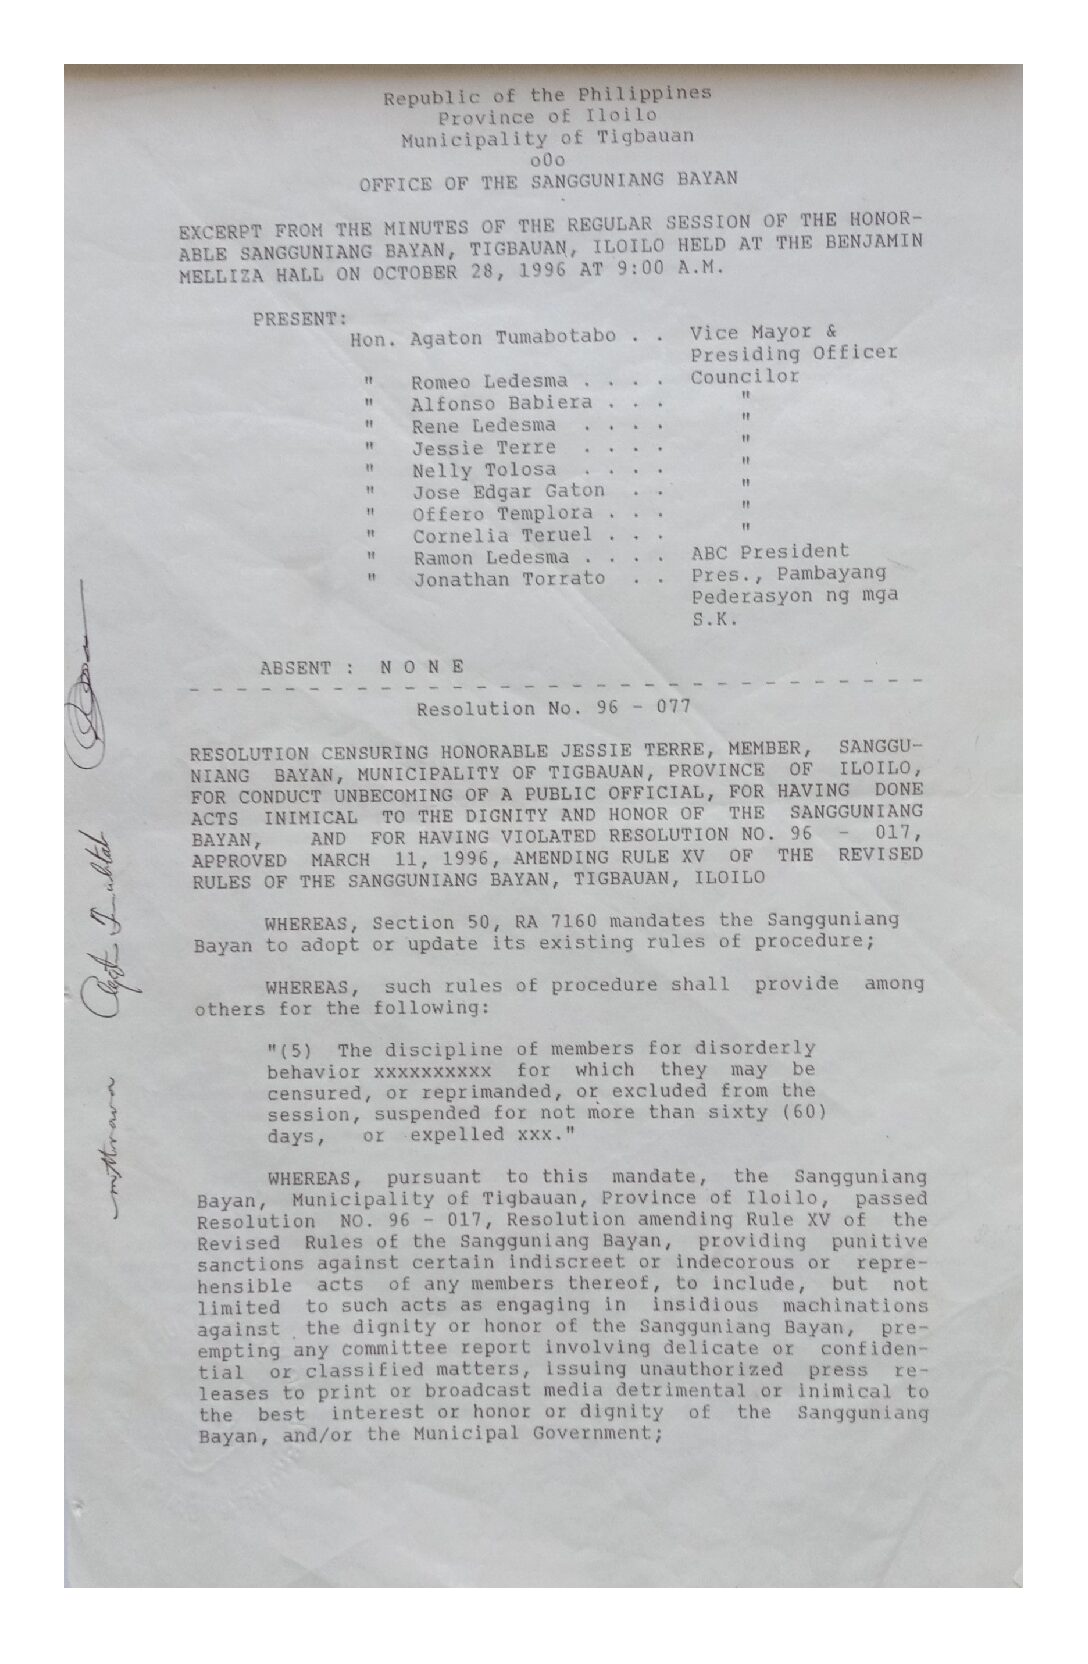 Republic of the Philippines
Province of Iloilo
Municipality of Tigbauan
o0o
OFFICE OF THE SANGGUNIANG BAYAN
EXCERPT FROM THE MINUTES OF THE REGULAR SESSION OF THE HONOR-
ABLE SANGGUNIANG BAYAN, TIGBAUAN, ILOILO HELD AT THE BENJAMIN
MELLIZA HALL ON OCTOBER 28, 1996 AT 9:00 A.M.
PRESENT:
Hon. Agaton Tumabotabo . . Vice Mayor &
Presiding Officer
" Romeo Ledesma . . . . Councilor
" Alfonso Babiera . . . "
" Rene Ledesma . . . . "
" Jessie Terre . . . . "
" Nelly Tolosa . . . . "
" Jose Edgar Gaton . . "
" Offero Templora . . . "
" Cornelia Teruel . . . "
" Ramon Ledesma . . . . ABC President
" Jonathan Torrato . . Pres., Pambayang
Pederasyon ng mga
S.K.
ABSENT : N O N E
- - - - - - - - - - - - - - - - - - - - - - - - - - - - - - -
Resolution No. 96 - 077
RESOLUTION CENSURING HONORABLE JESSIE TERRE, MEMBER, SANGGU-
NIANG BAYAN, MUNICIPALITY OF TIGBAUAN, PROVINCE OF ILOILO,
FOR CONDUCT UNBECOMING OF A PUBLIC OFFICIAL, FOR HAVING DONE
ACTS INIMICAL TO THE DIGNITY AND HONOR OF THE SANGGUNIANG
BAYAN, AND FOR HAVING VIOLATED RESOLUTION NO. 96 - 017,
APPROVED MARCH 11, 1996, AMENDING RULE XV OF THE REVISED
RULES OF THE SANGGUNIANG BAYAN, TIGBAUAN, ILOILO
WHEREAS, Section 50, RA 7160 mandates the Sangguniang
Bayan to adopt or update its existing rules of procedure;
WHEREAS, such rules of procedure shall provide among
others for the following:
"(5) The discipline of members for disorderly
behavior xxxxxxxxxx for which they may be
censured, or reprimanded, or excluded from the
session, suspended for not more than sixty (60)
days, or expelled xxx."
WHEREAS, pursuant to this mandate, the Sangguniang
Bayan, Municipality of Tigbauan, Province of Iloilo, passed
Resolution NO. 96 - 017, Resolution amending Rule XV of the
Revised Rules of the Sangguniang Bayan, providing punitive
sanctions against certain indiscreet or indecorous or repre-
hensible acts of any members thereof, to include, but not
limited to such acts as engaging in insidious machinations
against the dignity or honor of the Sangguniang Bayan, pre-
empting any committee report involving delicate or confiden-
tial or classified matters, issuing unauthorized press re-
leases to print or broadcast media detrimental or inimical to
the best interest or honor or dignity of the Sangguniang
Bayan, and/or the Municipal Government;